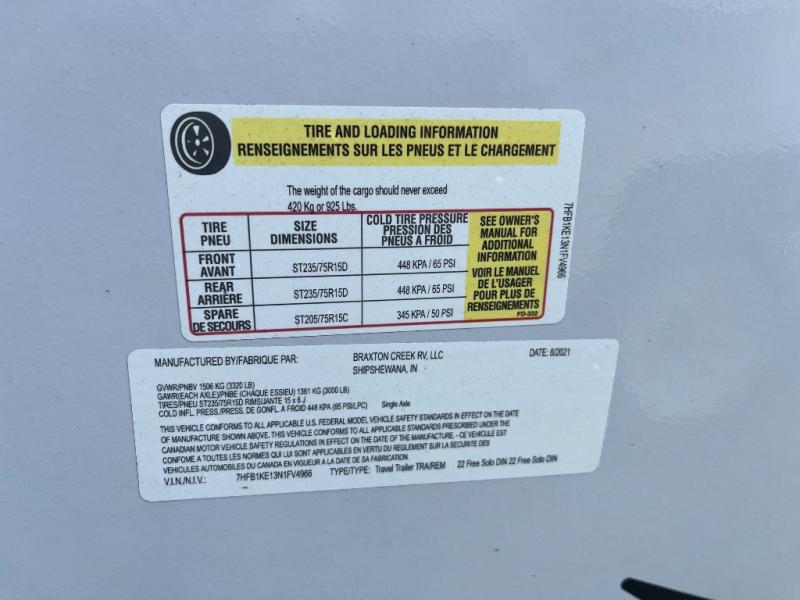 TIRE AND LOADING INFORMATION
RENSEIGNEMENTS SUR LES PNEUS ET LE CHARGEMENT
The weight of the cargo should never exceed
420 Kg or 925 Lbs.
TIRE PNEU
SIZE DIMENSIONS
COLD TIRE PRESSURE PRESSION DES PNEUS A FROID
SEE OWNER'S MANUAL FOR ADDITIONAL INFORMATION
VOIR LE MANUEL DE L'USAGER POUR PLUS DE RENSEIGNEMENTS
FD-332
FRONT AVANT ST235/75R15D 448 KPA / 65 PSI
REAR ARRIÈRE ST235/75R15D 448 KPA / 65 PSI
SPARE DE SECOURS ST205/75R15C 345 KPA / 50 PSI
7HFB1KE13N1FV4966
MANUFACTURED BY/FABRIQUE PAR: BRAXTON CREEK RV, LLC DATE: 8/2021
SHIPSHEWANA, IN
GVWR/PNBV 1506 KG (3320 LB)
GAWR(EACH AXLE)/PNBE (CHAQUE ESSIEU) 1361 KG (3000 LB)
TIRES/PNEU ST235/75R15D RIMS/JANTE 15 x 6 J
COLD INFL. PRESS./PRESS. DE GONFL. A FROID 448 KPA (65 PSI/LPC) Single Axle
THIS VEHICLE CONFORMS TO ALL APPLICABLE U.S. FEDERAL MODEL VEHICLE SAFETY STANDARDS IN EFFECT ON THE DATE
OF MANUFACTURE SHOWN ABOVE. THIS VEHICLE CONFORMS TO ALL APPLICABLE STANDARDS PRESCRIBED UNDER THE
CANADIAN MOTOR VEHICLE SAFETY REGULATIONS IN EFFECT ON THE DATE OF THE MANUFACTURE. - CE VEHICULE EST
CONFOME A TOUTES LES NORMES QUI LUI SONT APPLICABLES EN VERTU DU REGLEMENT SUR LA SECURITE DES
VEHICULES AUTOMOBILES DU CANADA EN VIGUEUR A LA DATE DE SA FABRICATION.
V.I.N./N.I.V.: 7HFB1KE13N1FV4966 TYPE/TYPE: Travel Trailer TRA/REM 22 Free Solo DIN 22 Free Solo DIN